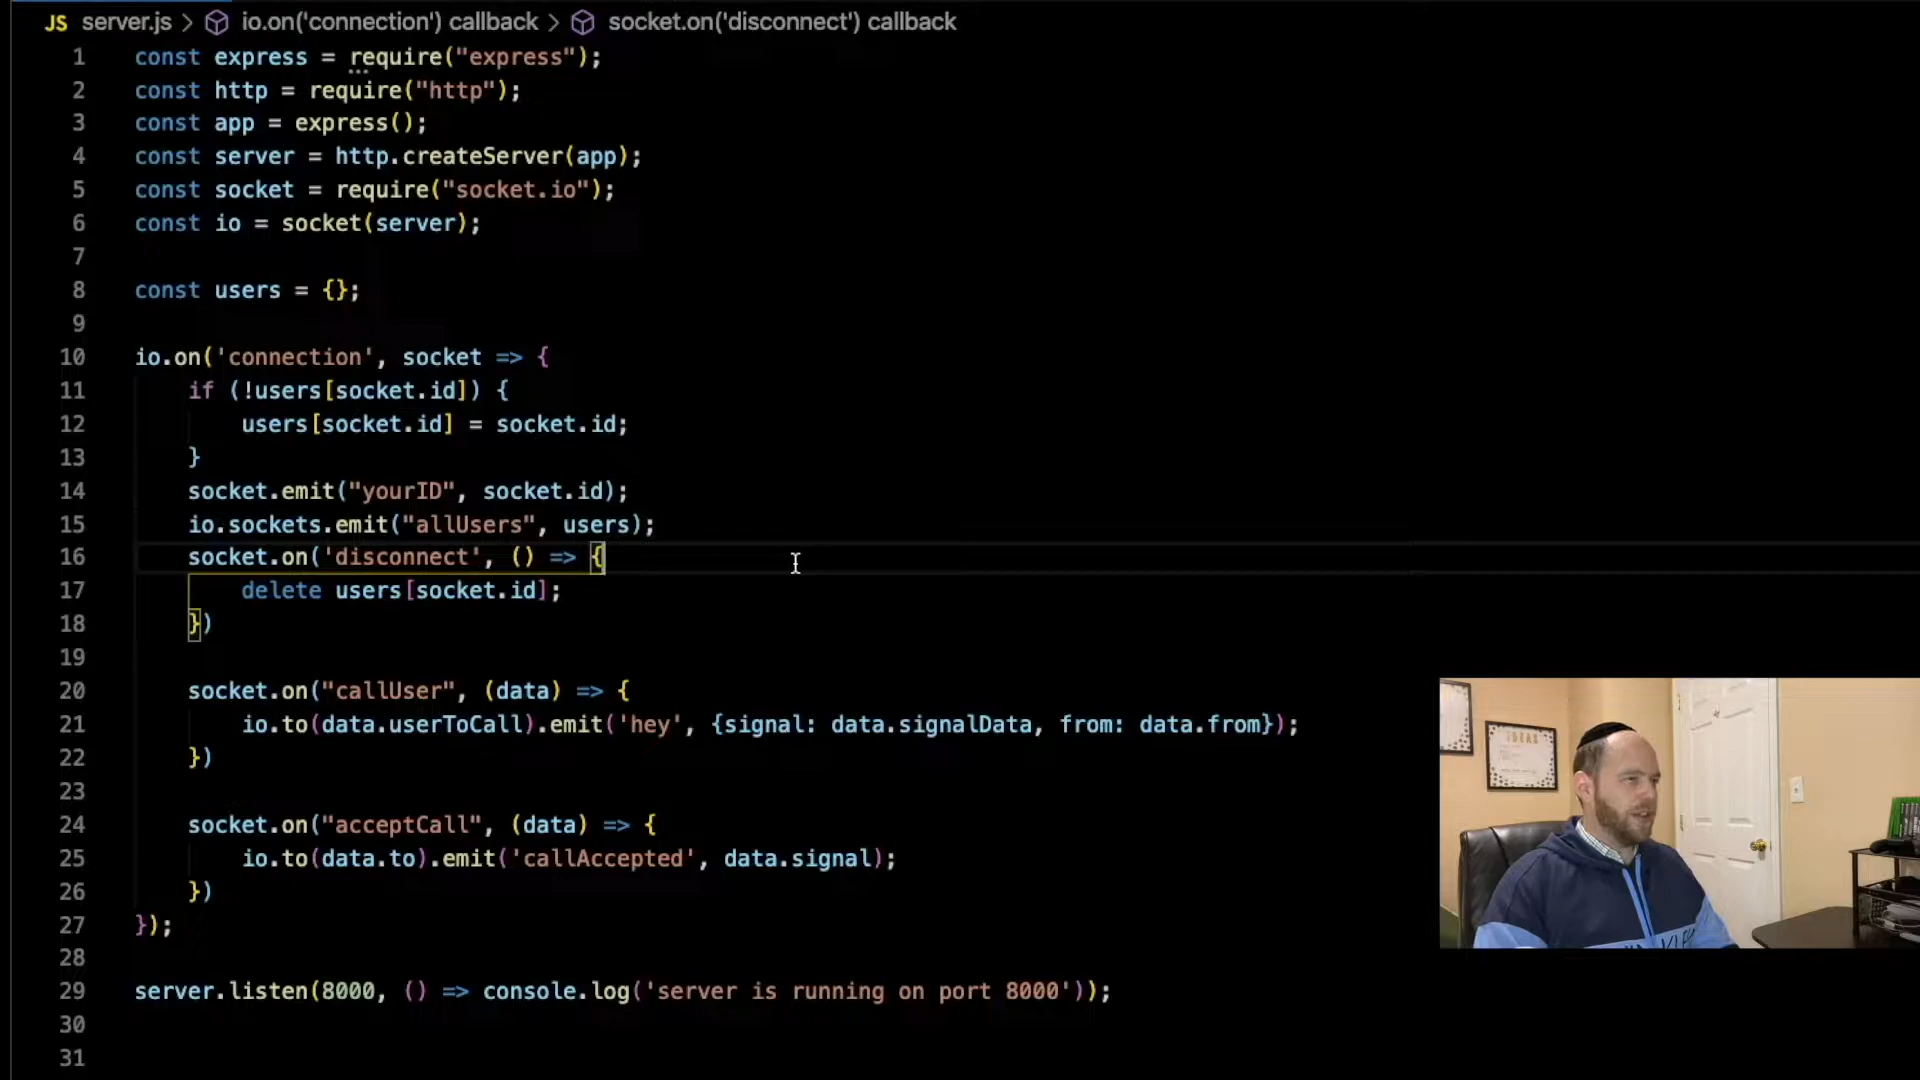 JS server.js > io.on('connection') callback > socket.on('disconnect') callback
1 const express = require("express");
2 const http = require("http");
3 const app = express();
4 const server = http.createServer(app);
5 const socket = require("socket.io");
6 const io = socket(server);
7
8 const users = {};
9
10 io.on('connection', socket => {
11 if (!users[socket.id]) {
12 users[socket.id] = socket.id;
13 }
14 socket.emit("yourID", socket.id);
15 io.sockets.emit("allUsers", users);
16 socket.on('disconnect', () => {
17 delete users[socket.id];
18 })
19
20 socket.on("callUser", (data) => {
21 io.to(data.userToCall).emit('hey', {signal: data.signalData, from: data.from});
22 })
23
24 socket.on("acceptCall", (data) => {
25 io.to(data.to).emit('callAccepted', data.signal);
26 })
27 });
28
29 server.listen(8000, () => console.log('server is running on port 8000'));
30
31
IDEAS